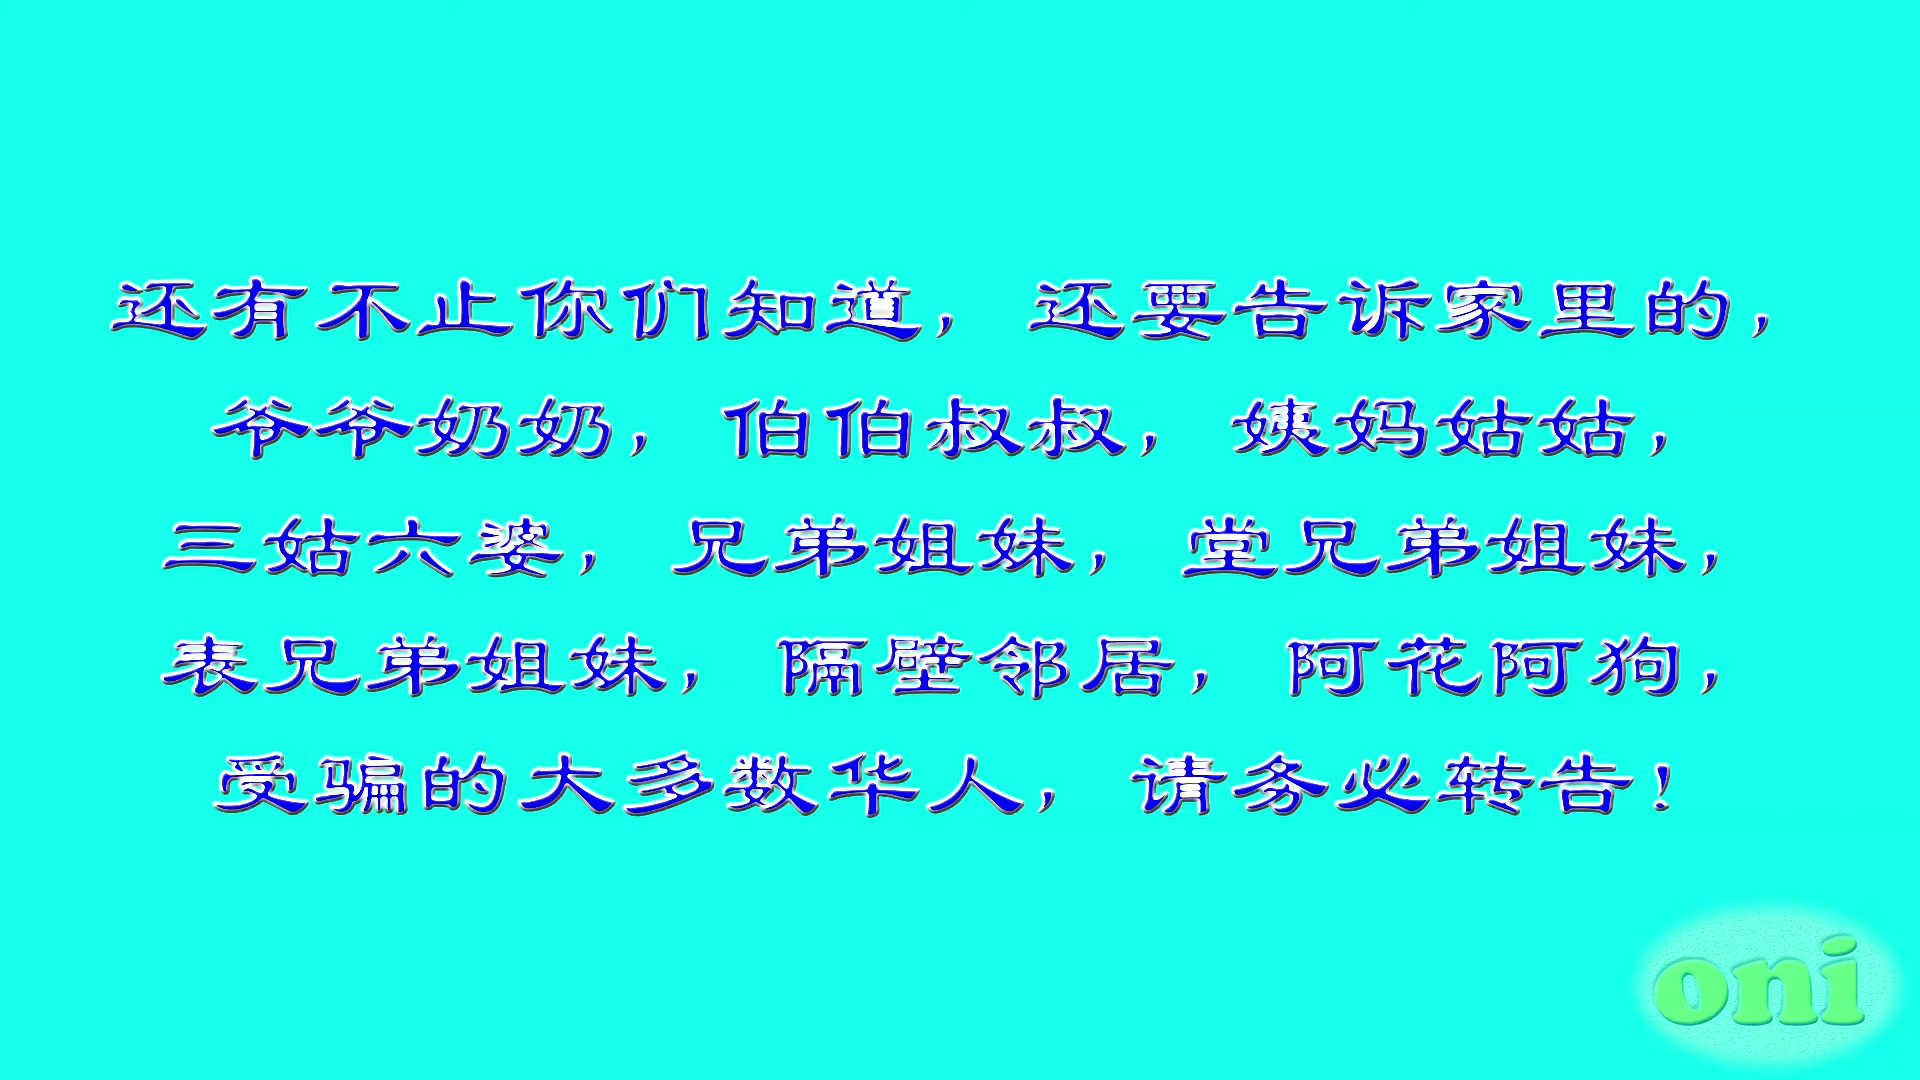 还有不止你们知道，还要告诉家里的，
爷爷奶奶，伯伯叔叔，姨妈姑姑，
三姑六婆，兄弟姐妹，堂兄弟姐妹，
表兄弟姐妹，隔壁邻居，阿花阿狗，
受骗的大多数华人，请务必转告！
oni